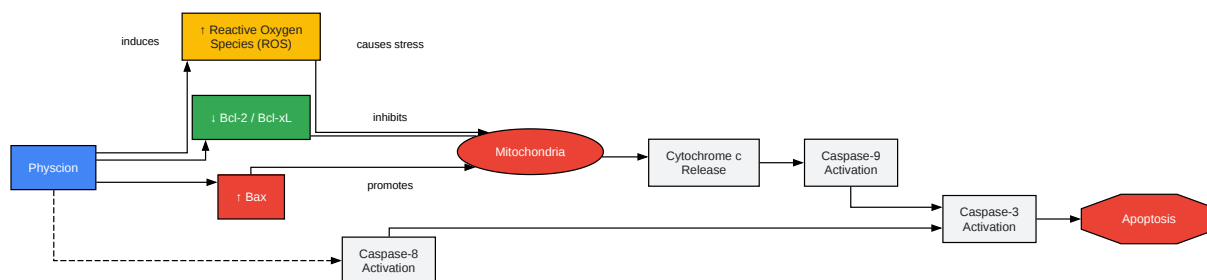 induces
↑ Reactive Oxygen
Species (ROS)
causes stress
↓ Bcl-2 / Bcl-xL
inhibits
Physcion
Mitochondria
Cytochrome c
Release
Caspase-9
Activation
promotes
↑ Bax
Caspase-3
Activation
Apoptosis
Caspase-8
Activation